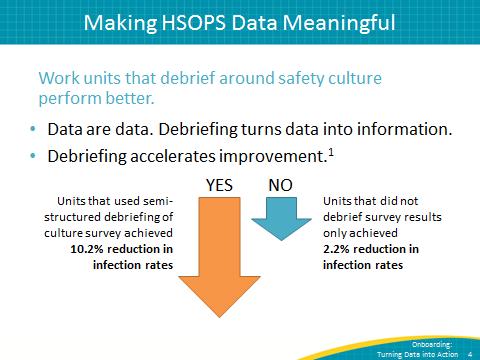 Making HSOPS Data Meaningful
Work units that debrief around safety culture
perform better.
• Data are data. Debriefing turns data into information.
• Debriefing accelerates improvement.1
YES NO
Units that used semi-
structured debriefing of
culture survey achieved
10.2% reduction in
infection rates
Units that did not
debrief survey results
only achieved
2.2% reduction in
infection rates
Onboarding:
Turning Data into Action 4